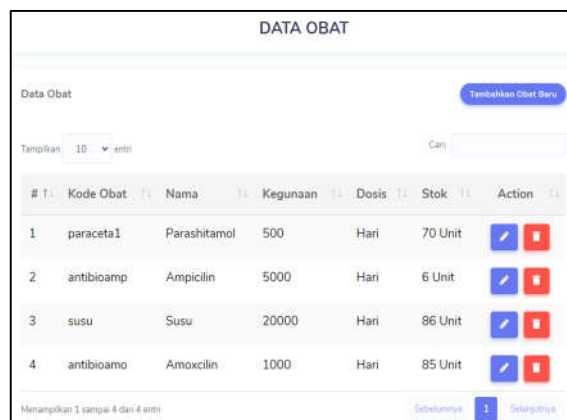 DATA OBAT
Data Obat
Tambahkan Obat Baru
Tampilkan 10 entri
Cari:
# Kode Obat Nama Kegunaan Dosis Stok Action
1 paraceta1 Parashitamol 500 Hari 70 Unit
2 antibioamp Ampicilin 5000 Hari 6 Unit
3 susu Susu 20000 Hari 86 Unit
4 antibioamo Amoxcilin 1000 Hari 85 Unit
Menampilkan 1 sampai 4 dari 4 entri
Sebelumnya 1 Selanjutnya